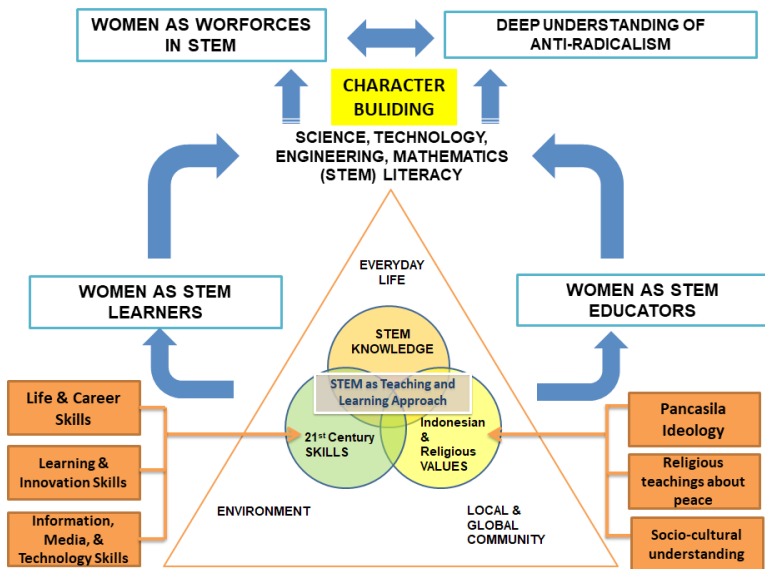 WOMEN AS WORFORCES
IN STEM
DEEP UNDERSTANDING OF
ANTI-RADICALISM
CHARACTER
BULIDING
SCIENCE, TECHNOLOGY,
ENGINEERING, MATHEMATICS
(STEM) LITERACY
EVERYDAY
LIFE
WOMEN AS STEM
LEARNERS
WOMEN AS STEM
EDUCATORS
STEM
KNOWLEDGE
STEM as Teaching and
Learning Approach
21st Century
SKILLS
Indonesian
&
Religious
VALUES
Life & Career
Skills
Learning &
Innovation Skills
Information,
Media, &
Technology Skills
Pancasila
Ideology
Religious
teachings about
peace
Socio-cultural
understanding
ENVIRONMENT
LOCAL &
GLOBAL
COMMUNITY